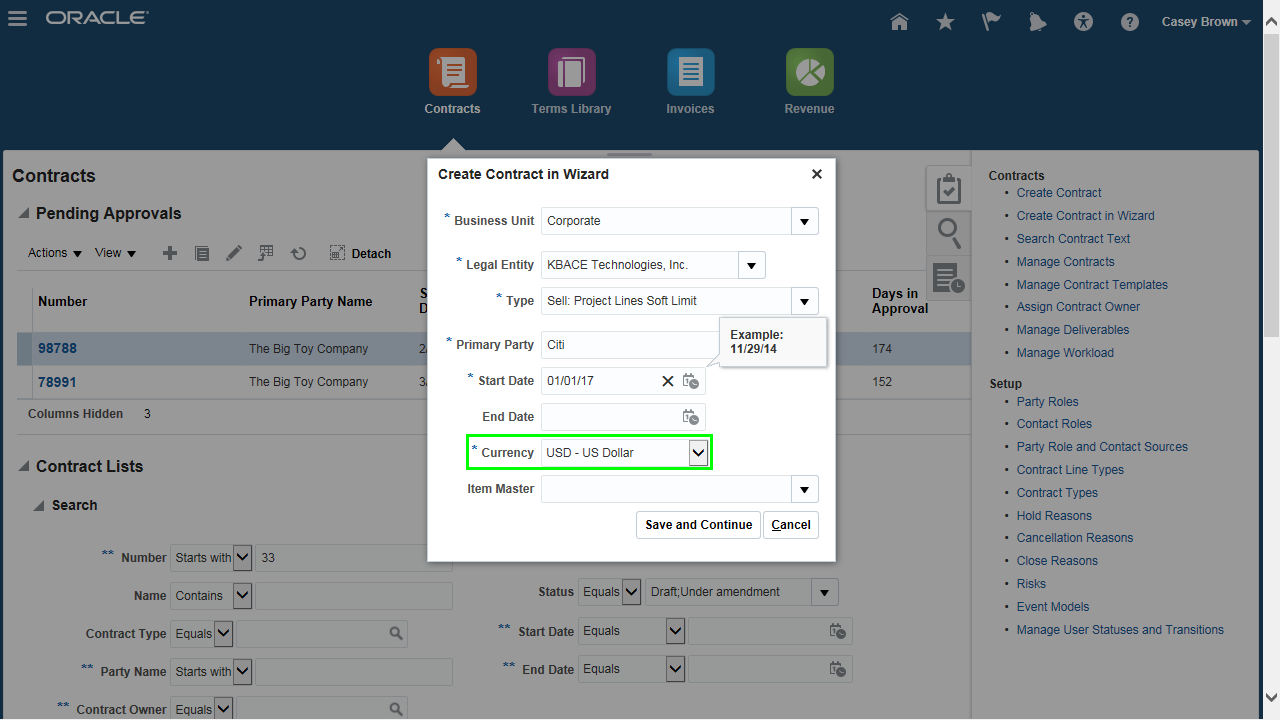 ORACLE
Casey Brown
Contracts
Terms Library
Invoices
Revenue
Contracts
Pending Approvals
Actions
View
Detach
Number
Primary Party Name
Days in
Approval
98788
The Big Toy Company
2/
174
78991
The Big Toy Company
3/
152
Columns Hidden 3
Contract Lists
Search
** Number Starts with 33
Name Contains
Contract Type Equals
** Party Name Starts with
** Contract Owner Equals
Status Equals Draft;Under amendment
** Start Date Equals
** End Date Equals
Create Contract in Wizard
* Business Unit Corporate
* Legal Entity KBACE Technologies, Inc.
* Type Sell: Project Lines Soft Limit
* Primary Party Citi
Example:
11/29/14
* Start Date 01/01/17
End Date
* Currency USD - US Dollar
Item Master
Save and Continue
Cancel
Contracts
• Create Contract
• Create Contract in Wizard
• Search Contract Text
• Manage Contracts
• Manage Contract Templates
• Assign Contract Owner
• Manage Deliverables
• Manage Workload
Setup
• Party Roles
• Contact Roles
• Party Role and Contact Sources
• Contract Line Types
• Contract Types
• Hold Reasons
• Cancellation Reasons
• Close Reasons
• Risks
• Event Models
• Manage User Statuses and Transitions